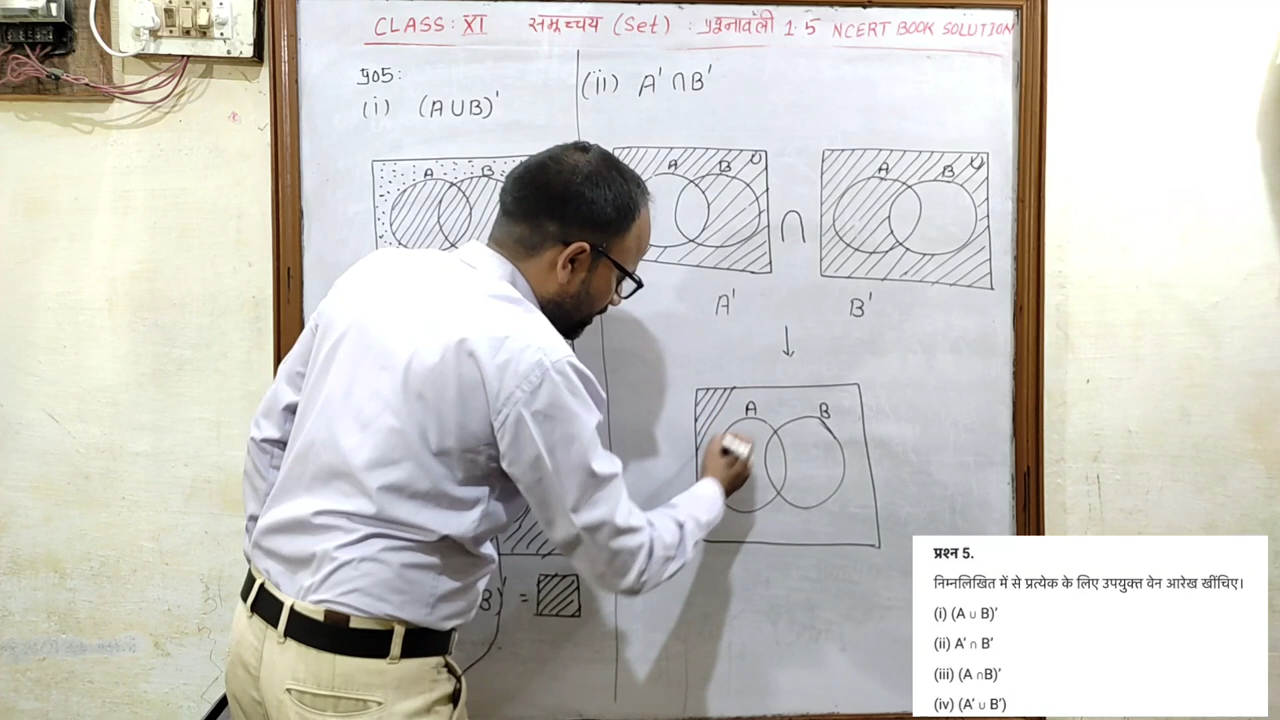 CLASS: XI समुच्चय (Set) : प्रश्नावली 1.5 NCERT BOOK SOLUTION
प्र05:
(i) (A∪B)'
(ii) A' ∩ B'
A B
A B U
∩
A B U
A'
B'
↓
A B
B)' =
प्रश्न 5.
निम्नलिखित में से प्रत्येक के लिए उपयुक्त वेन आरेख खींचिए।
(i) (A ∪ B)′
(ii) A′ ∩ B′
(iii) (A ∩B)′
(iv) (A′ ∪ B′)